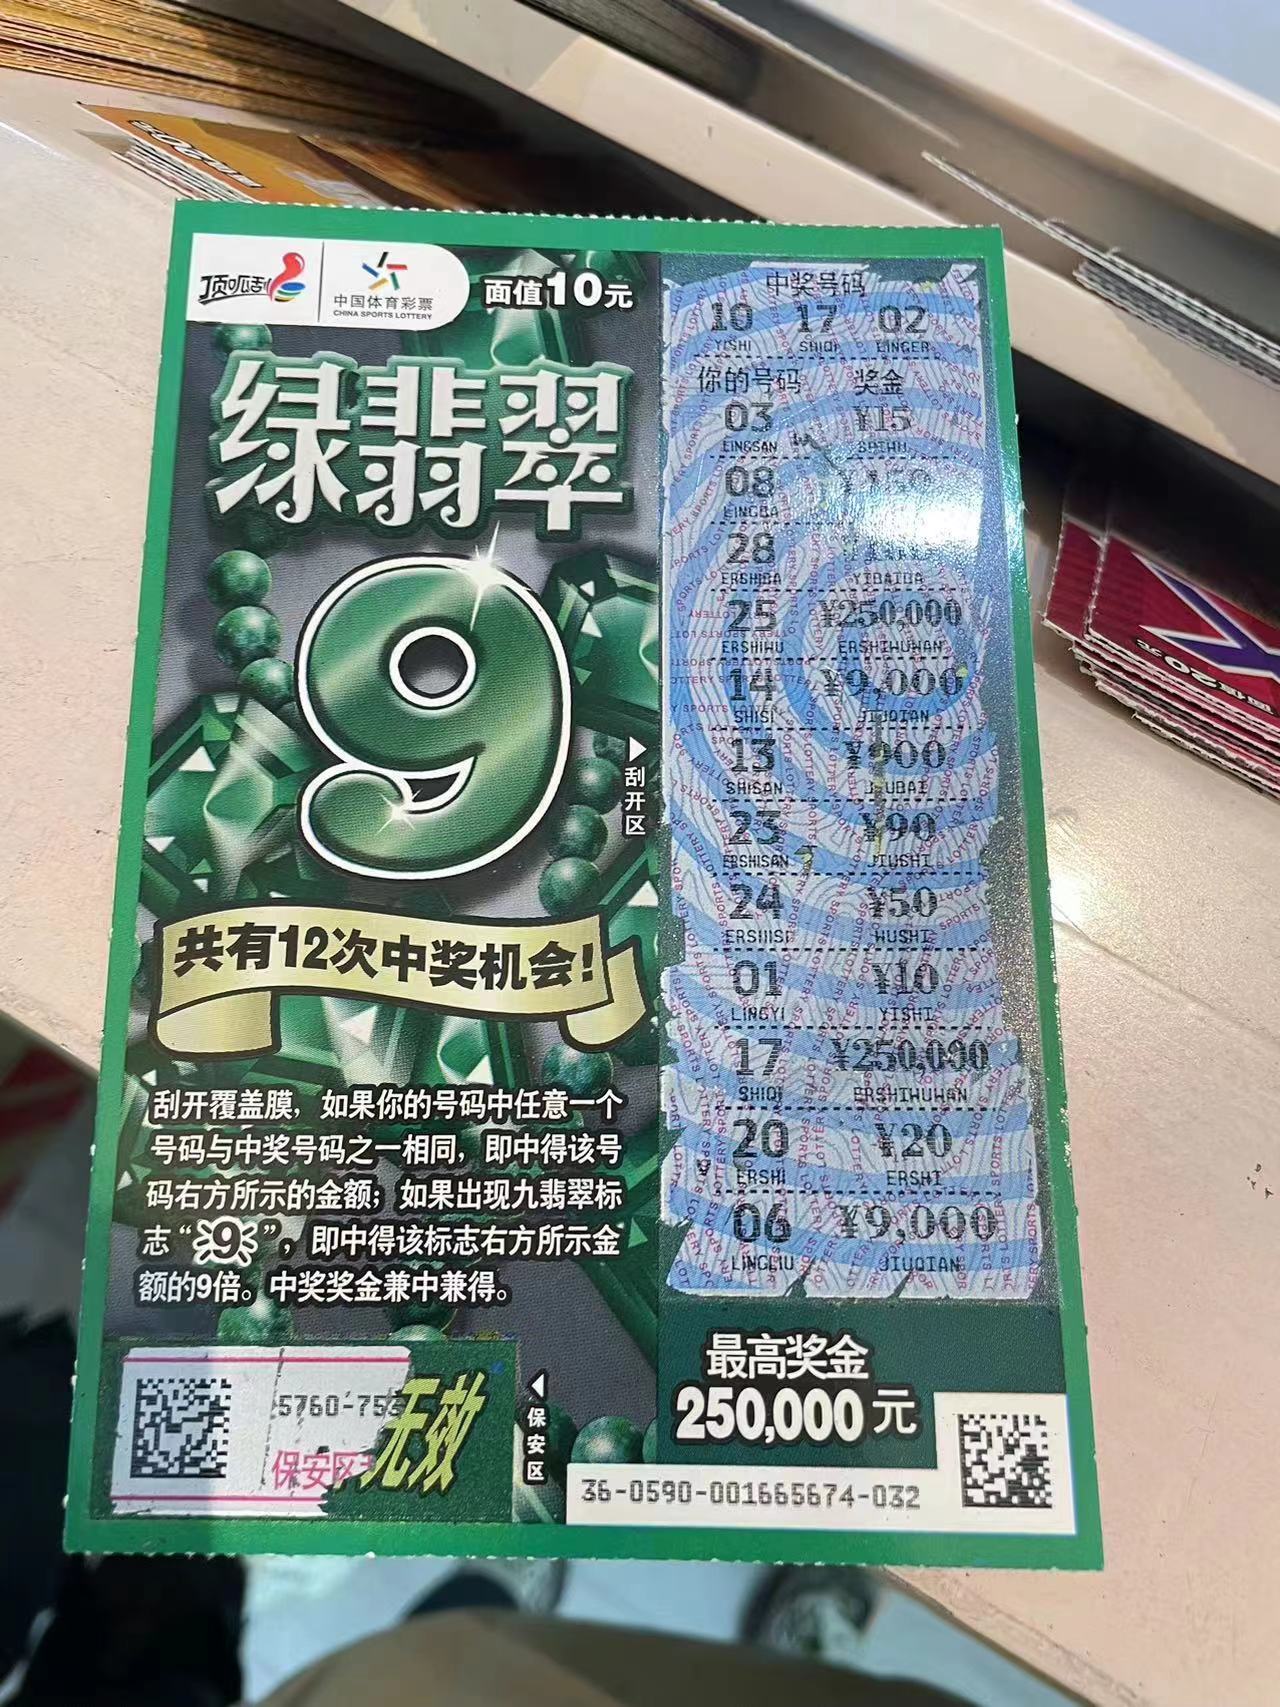 顶呱刮
中国体育彩票
CHINA SPORTS LOTTERY
面值10元
绿翡翠
9
共有12次中奖机会!
刮开覆盖膜,如果你的号码中任意一个
号码与中奖号码之一相同,即中得该号
码右方所示的金额;如果出现九翡翠标
志“9”,即中得该标志右方所示金
额的9倍。中奖奖金兼中兼得。
刮开区
中奖号码
10 17 02
YISHI SHIQI LINGER
你的号码 奖金
03 ¥15
LINGSAN
08
LINGBA
28
ERSHIBA
25 ¥250,000
ERSHIWU ERSHIWUWAN
14 ¥9,000
SHISI JIUQIAN
13 ¥900
SHISAN JIUBAI
23 ¥90
ERSHISAN JIUSHI
24 ¥50
ERSHISI WUSHI
01 ¥10
LINGYI YISHI
17 ¥250,000
SHIQI ERSHIWUWAN
20 ¥20
ERSHI ERSHI
06 ¥9,000
LINGLIU JIUQIAN
最高奖金
250,000元
36-0590-001665674-032
5760-753
保安区
无效
保安区